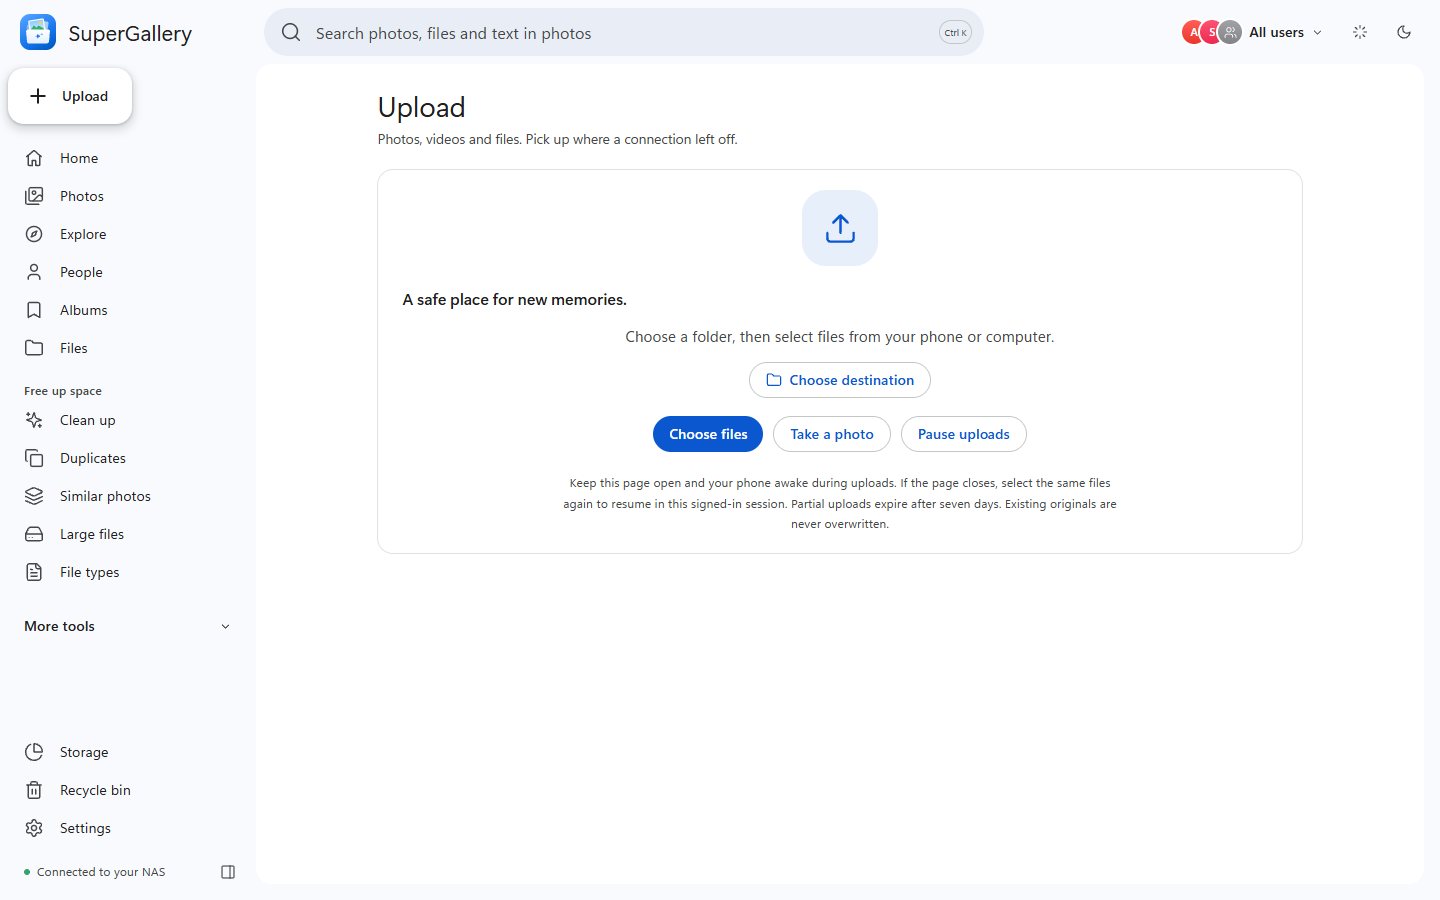 SuperGallery
Search photos, files and text in photos
Ctrl K
A
S
All users
Upload
Home
Photos
Explore
People
Albums
Files
Free up space
Clean up
Duplicates
Similar photos
Large files
File types
More tools
Storage
Recycle bin
Settings
Connected to your NAS
Upload
Photos, videos and files. Pick up where a connection left off.
A safe place for new memories.
Choose a folder, then select files from your phone or computer.
Choose destination
Choose files
Take a photo
Pause uploads
Keep this page open and your phone awake during uploads. If the page closes, select the same files
again to resume in this signed-in session. Partial uploads expire after seven days. Existing originals are
never overwritten.